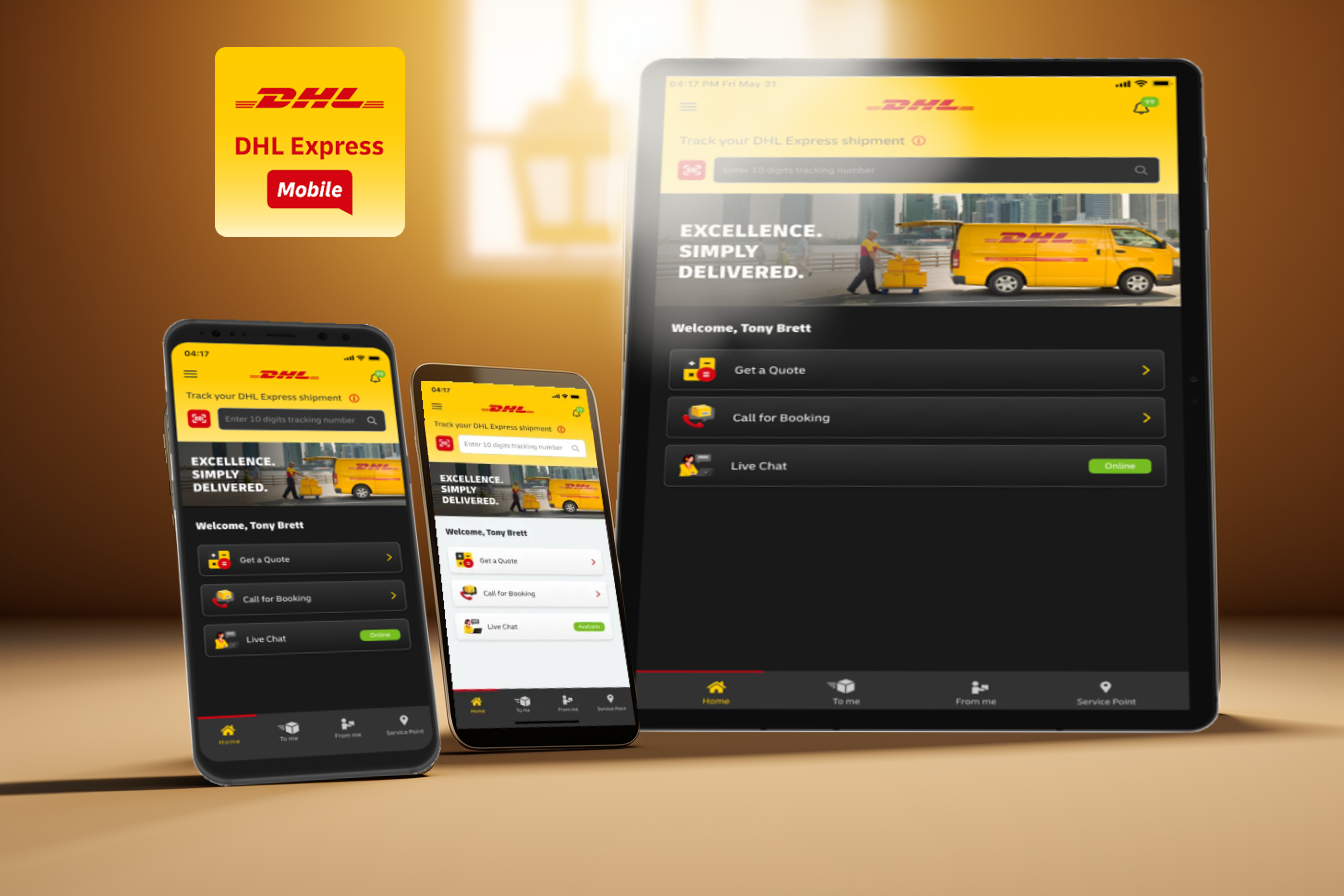 DHL
DHL Express
Mobile
04:17
DHL
Track your DHL Express shipment
Enter 10 digits tracking number
EXCELLENCE.
SIMPLY
DELIVERED.
DHL
Welcome, Tony Brett
Get a Quote
Call for Booking
Live Chat
Online
Home
To me
From me
Service Point
04:17
DHL
Track your DHL Express shipment
Enter 10 digits tracking number
EXCELLENCE.
SIMPLY
DELIVERED.
DHL
Welcome, Tony Brett
Get a Quote
Call for Booking
Live Chat
Available
Home
To me
From me
Service Point
04:17 PM Fri May 31
DHL
Track your DHL Express shipment
Enter 10 digits tracking number
EXCELLENCE.
SIMPLY
DELIVERED.
DHL
Welcome, Tony Brett
Get a Quote
Call for Booking
Live Chat
Online
Home
To me
From me
Service Point